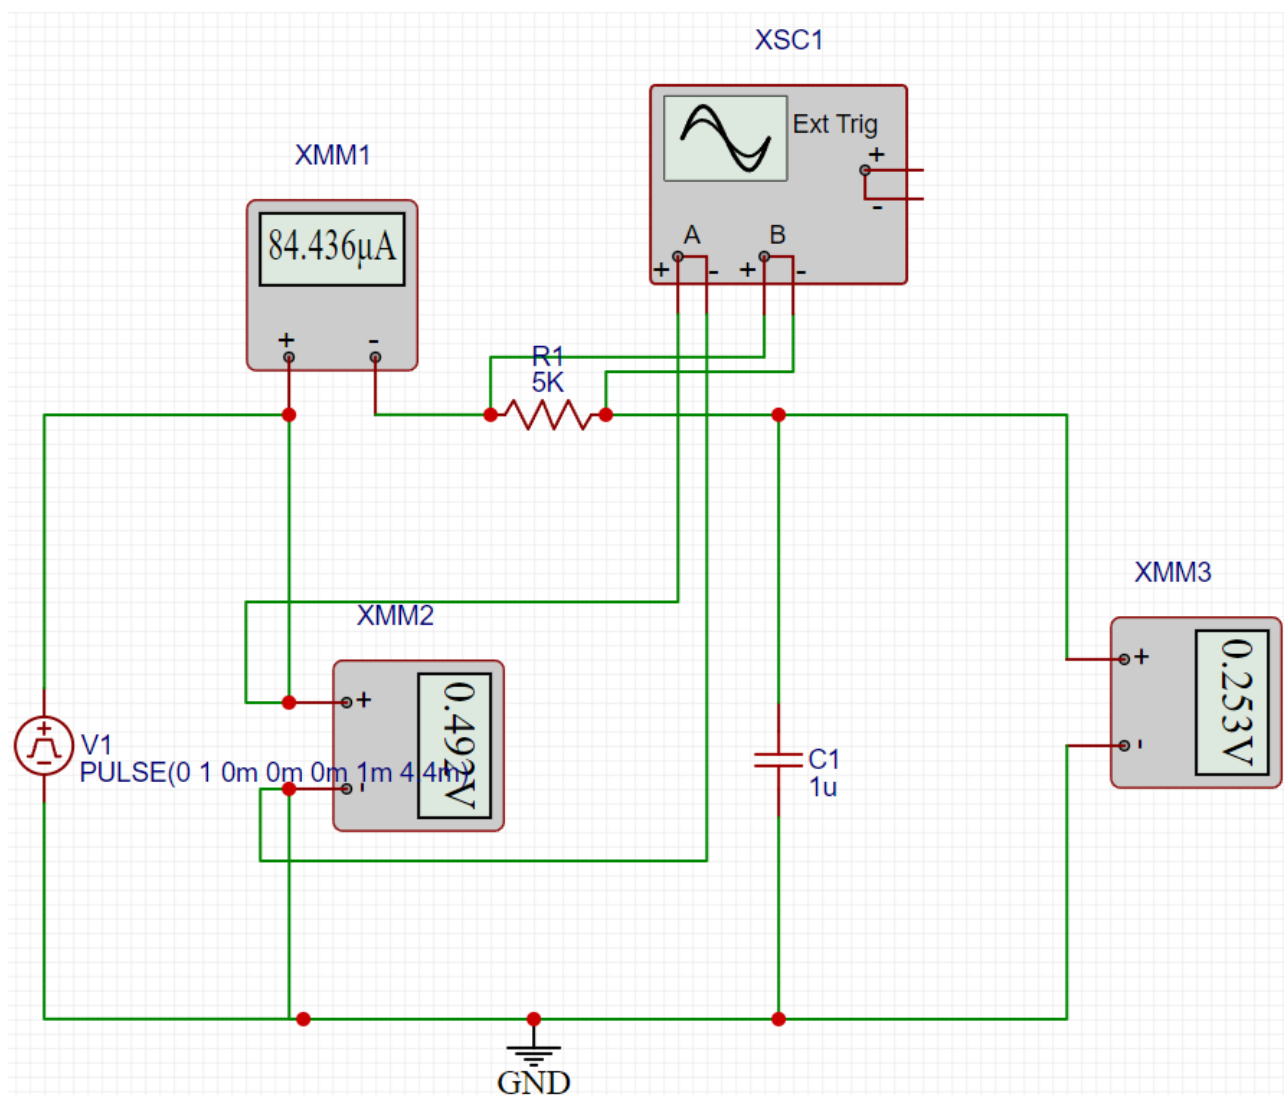 XSC1
Ext Trig
+
-
XMM1
84.436µA
+ -
A B
+ - + -
R1
5K
XMM3
+
-
0.253V
XMM2
+
-
0.492V
+
-
V1
PULSE(0 1 0m 0m 0m 1m 4.4m)
C1
1u
GND